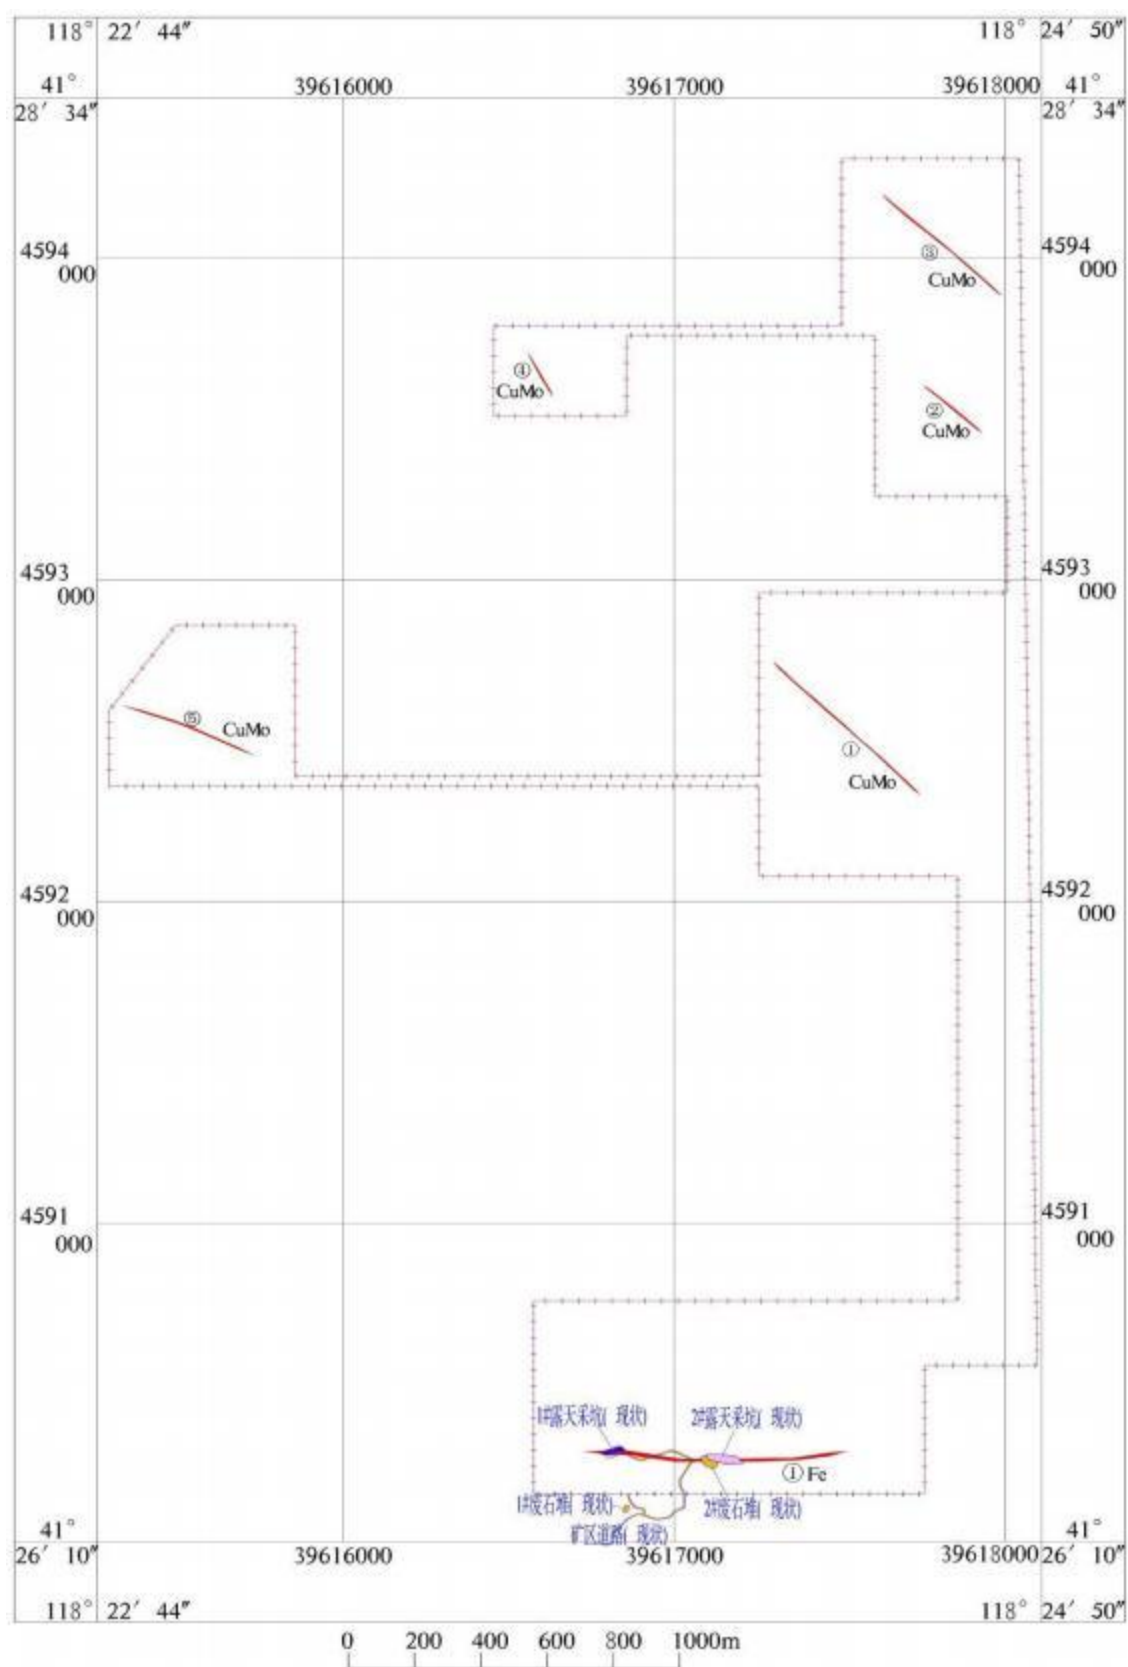 118° 22′ 44″ 118° 24′ 50″
41° 39616000 39617000 39618000 41°
28′ 34″ 28′ 34″
4594 4594
000 000
③
CuMo
④
CuMo
②
CuMo
4593 4593
000 000
⑤ CuMo
①
CuMo
4592 4592
000 000
4591 4591
000 000
1#露天采坑( 现状) 2#露天采坑( 现状)
①Fe
1#废石堆( 现状) 2#废石堆( 现状)
矿区道路( 现状)
41° 41°
26′ 10″ 39616000 39617000 39618000 26′ 10″
118° 22′ 44″ 118° 24′ 50″
0 200 400 600 800 1000m